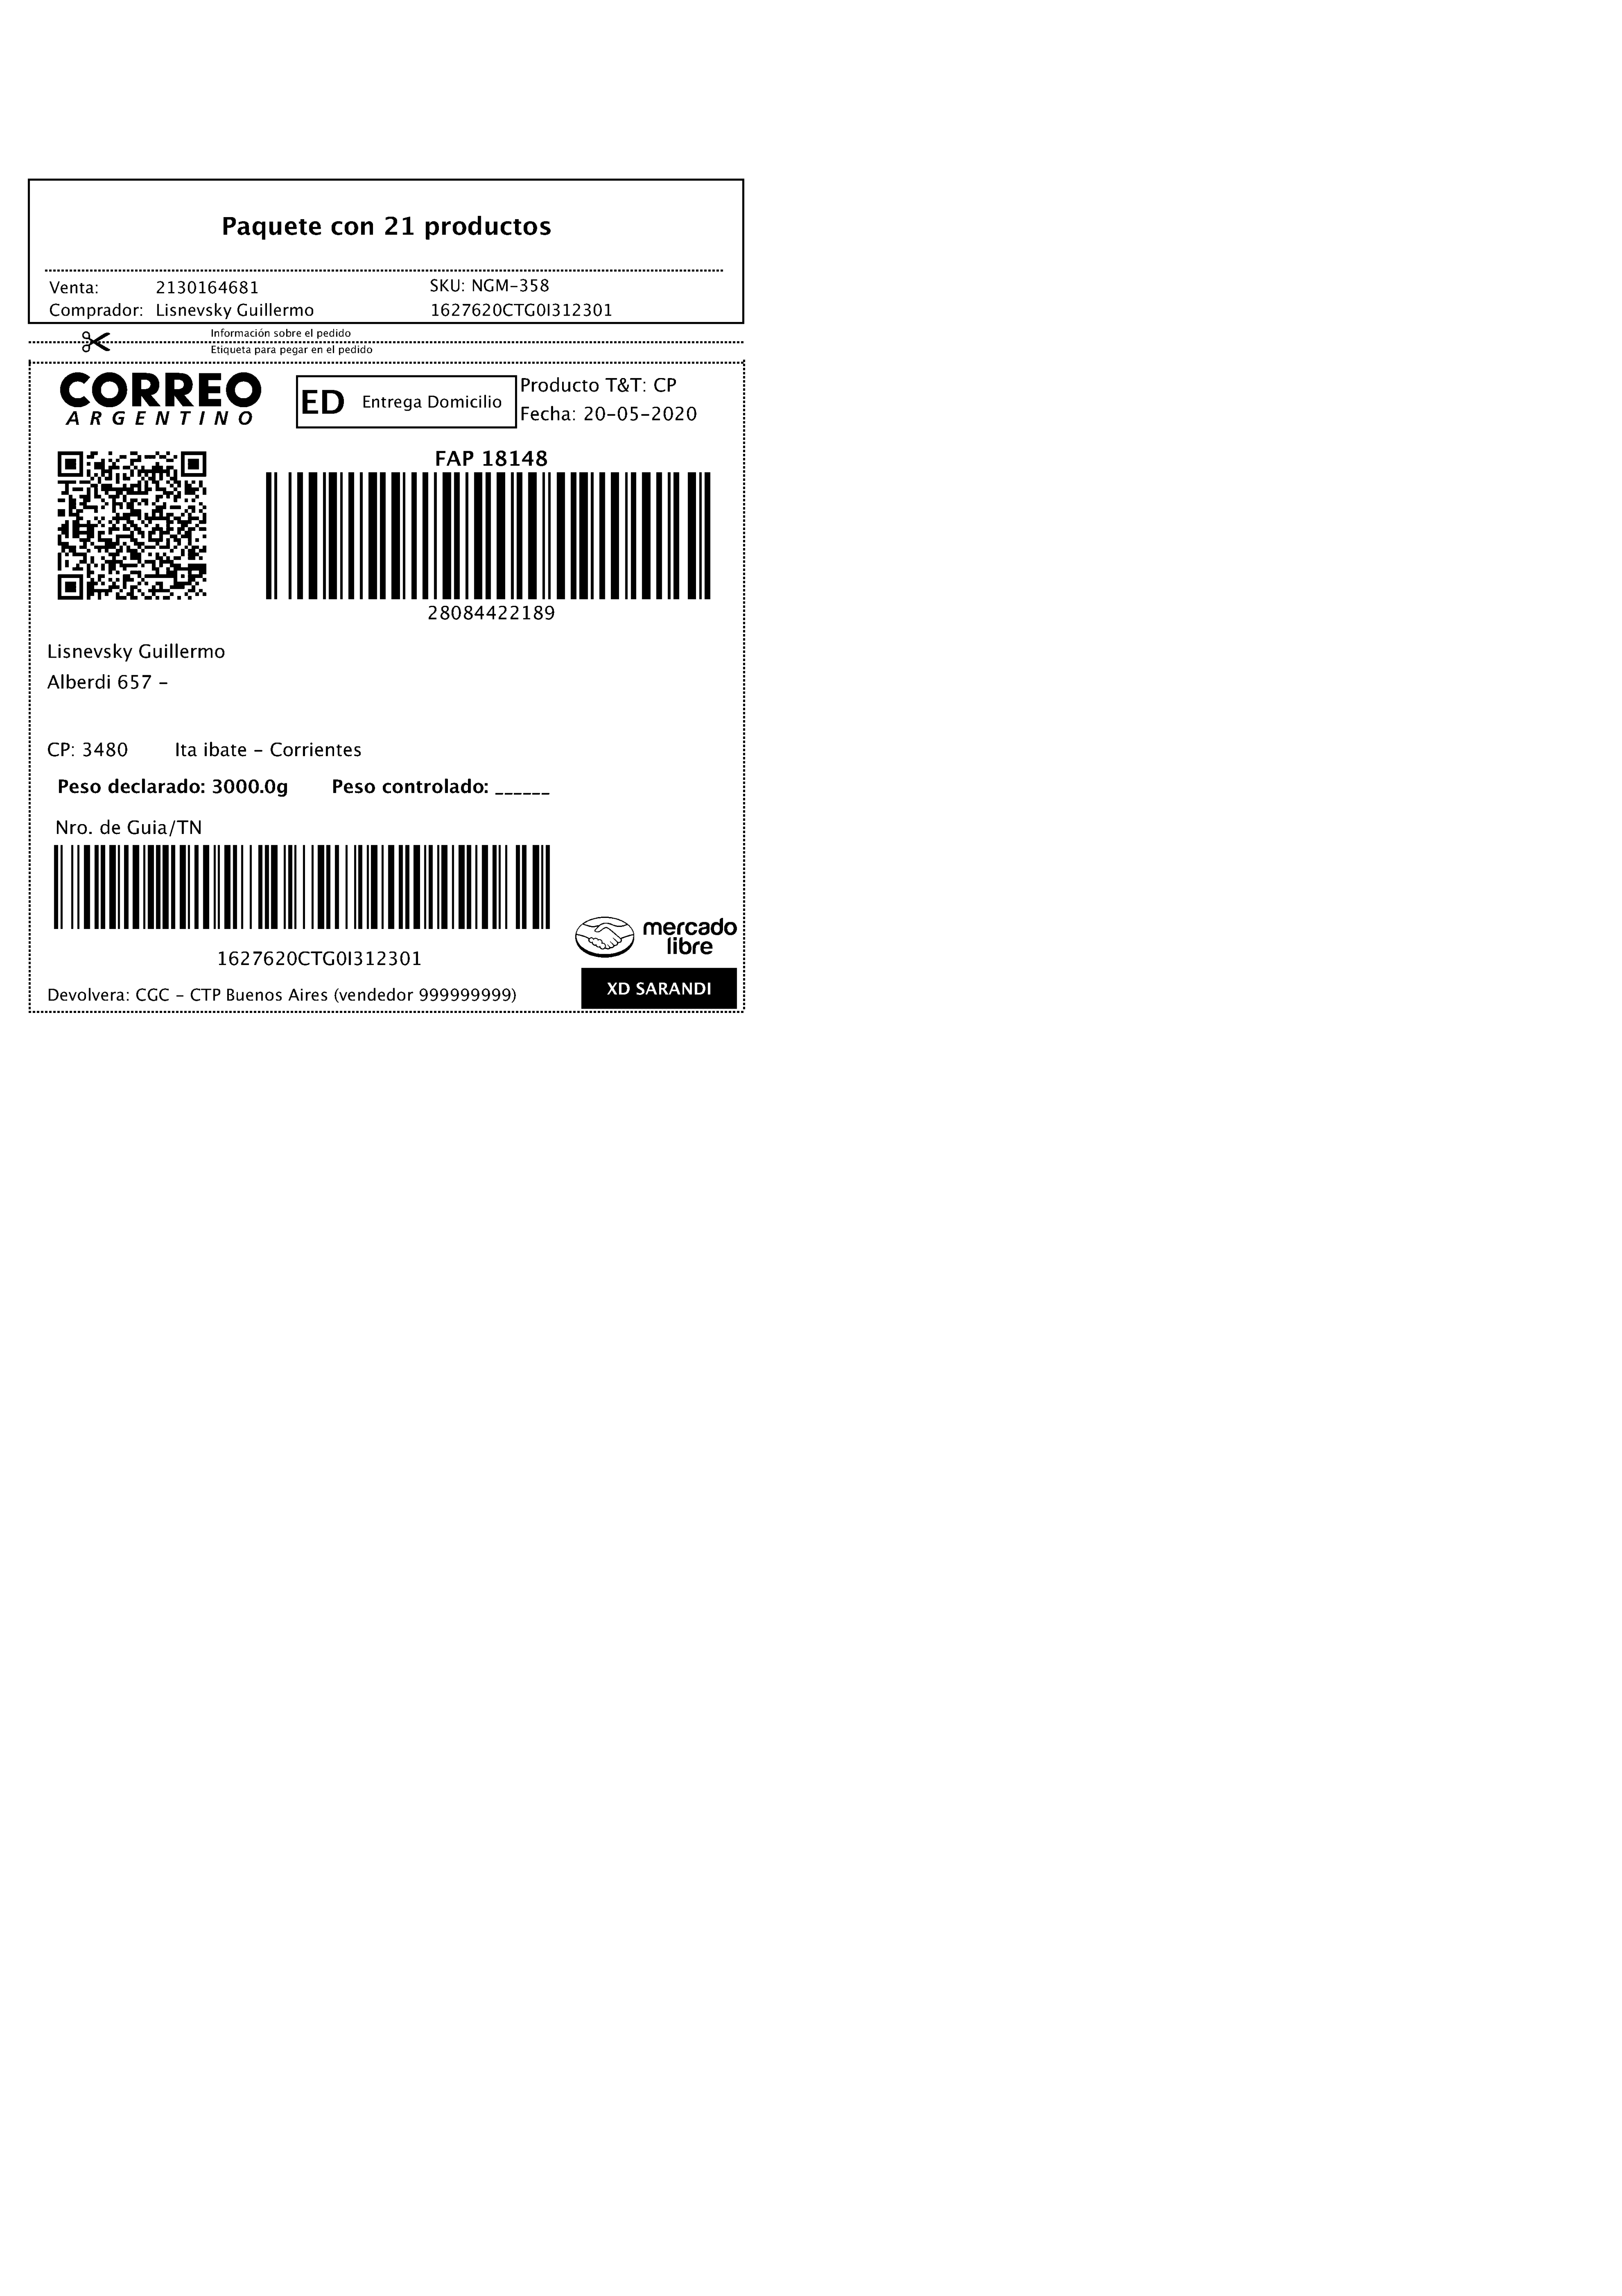 Paquete con 21 productos
Venta: 2130164681 SKU: NGM-358
Comprador: Lisnevsky Guillermo 1627620CTG0I312301
Información sobre el pedido
Etiqueta para pegar en el pedido
CORREO
ARGENTINO
ED Entrega Domicilio
Producto T&T: CP
Fecha: 20-05-2020
FAP 18148
28084422189
Lisnevsky Guillermo
Alberdi 657 -
CP: 3480 Ita ibate - Corrientes
Peso declarado: 3000.0g Peso controlado: ______
Nro. de Guia/TN
1627620CTG0I312301
mercado
libre
Devolvera: CGC - CTP Buenos Aires (vendedor 999999999)
XD SARANDI